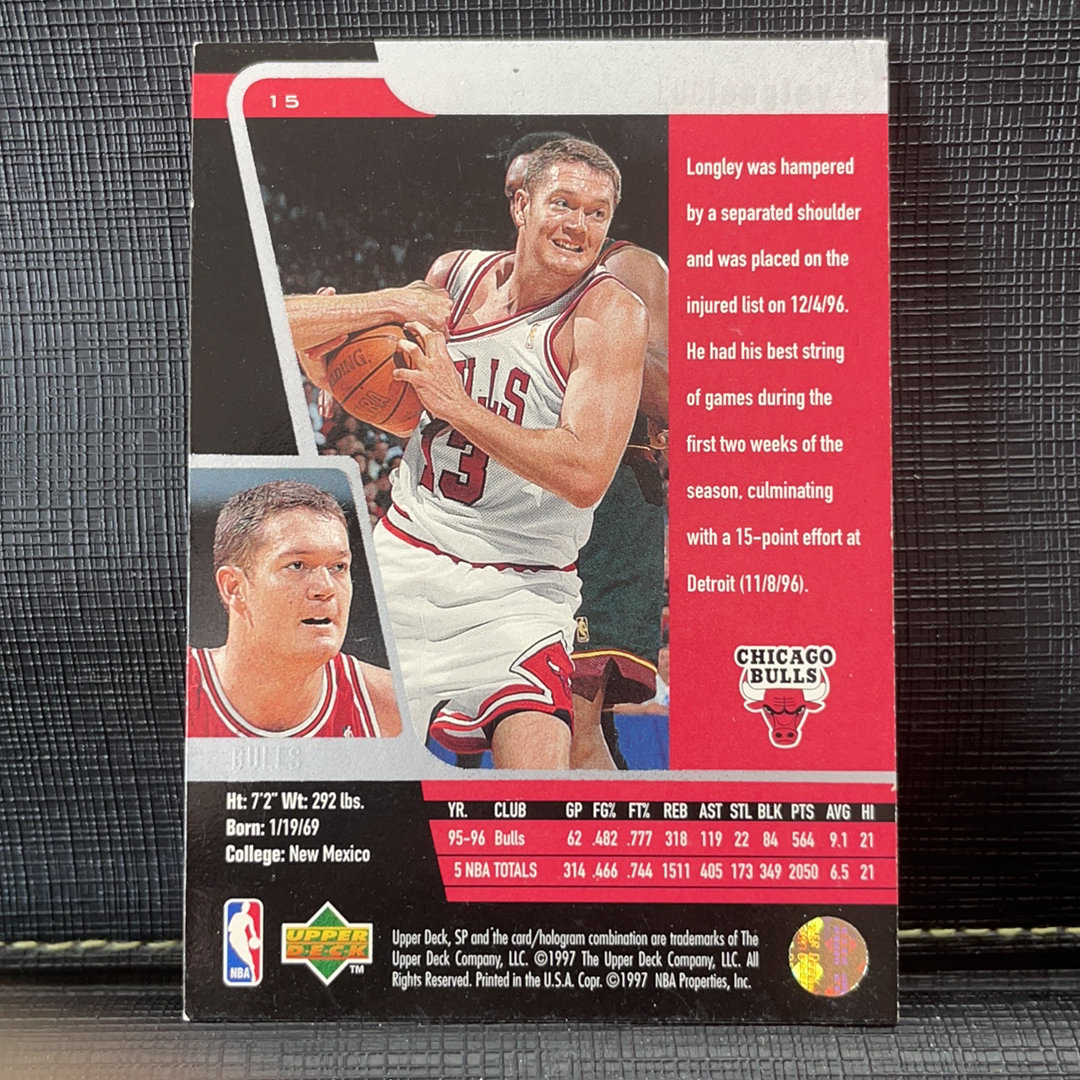 15
Luc Longley-C
Longley was hampered
by a separated shoulder
and was placed on the
injured list on 12/4/96.
He had his best string
of games during the
first two weeks of the
season, culminating
with a 15-point effort at
Detroit (11/8/96).
CHICAGO
BULLS
13
BULLS
Ht: 7'2" Wt: 292 lbs.
Born: 1/19/69
College: New Mexico
YR. CLUB GP FG% FT% REB AST STL BLK PTS AVG HI
95-96 Bulls 62 .482 .777 318 119 22 84 564 9.1 21
5 NBA TOTALS 314 .466 .744 1511 405 173 349 2050 6.5 21
NBA
UPPER
DECK
TM
Upper Deck, SP and the card/hologram combination are trademarks of The
Upper Deck Company, LLC. ©1997 The Upper Deck Company, LLC. All
Rights Reserved. Printed in the U.S.A. Copr. ©1997 NBA Properties, Inc.